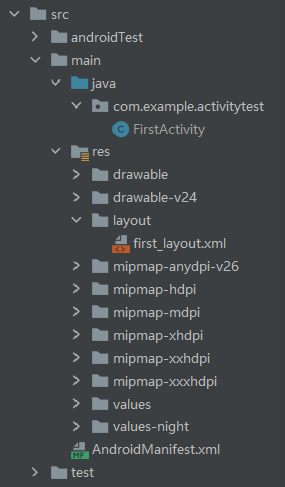 src
androidTest
main
java
com.example.activitytest
FirstActivity
res
drawable
drawable-v24
layout
first_layout.xml
mipmap-anydpi-v26
mipmap-hdpi
mipmap-mdpi
mipmap-xhdpi
mipmap-xxhdpi
mipmap-xxxhdpi
values
values-night
AndroidManifest.xml
test